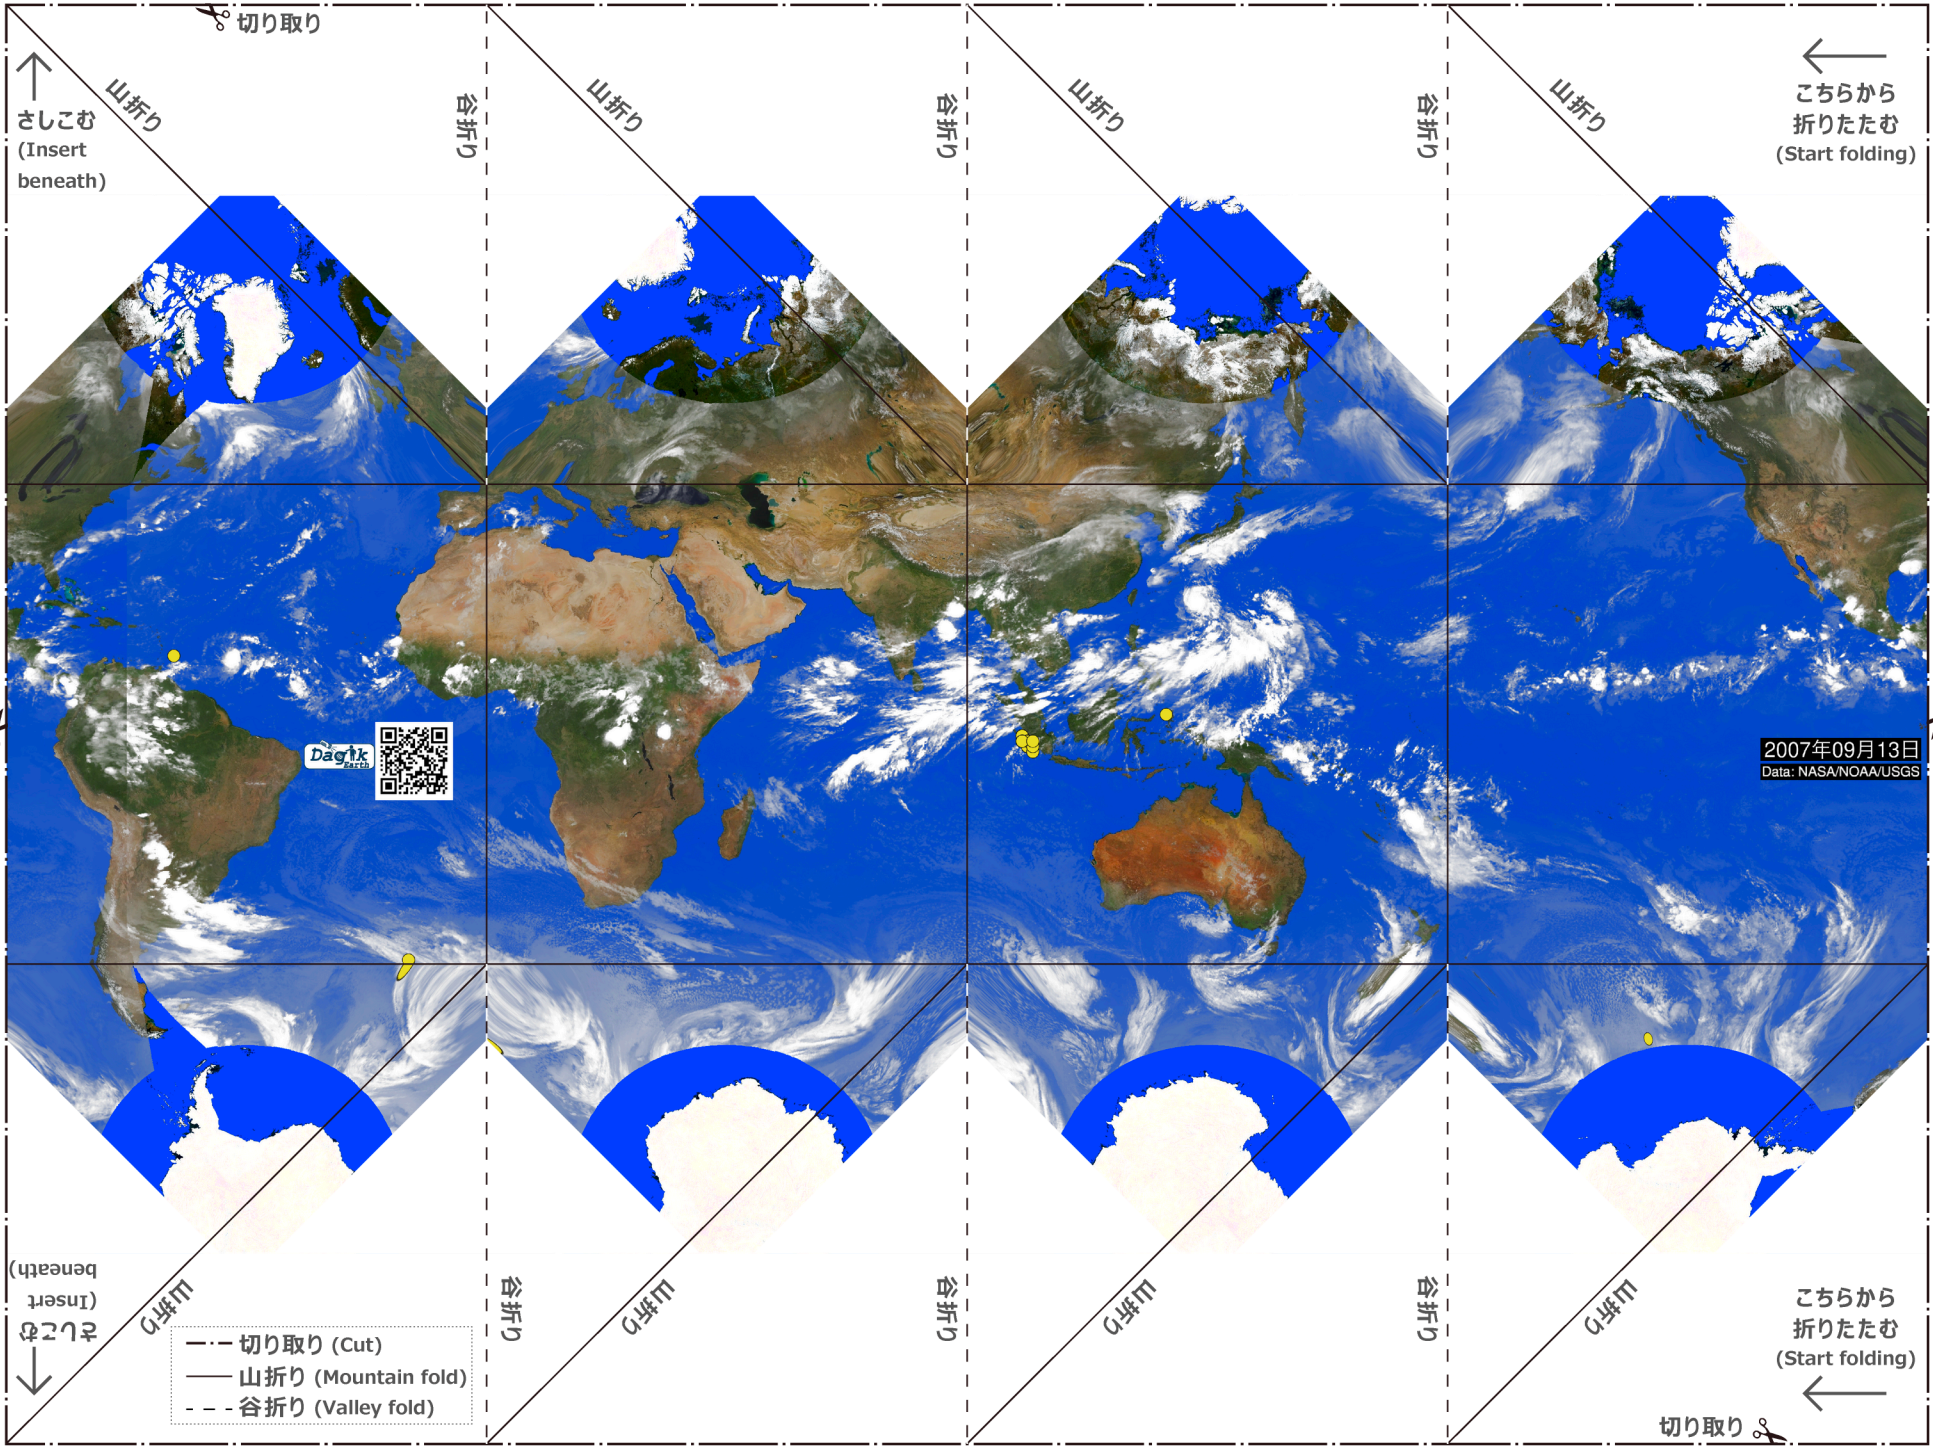 切り取り
山折り
谷折り
山折り
谷折り
山折り
谷折り
山折り
さしこむ
(Insert
beneath)
こちらから
折りたたむ
(Start folding)
Dagik
Earth
2007年09月13日
Data: NASA/NOAA/USGS
さしこむ
(Insert
beneath)
山折り
谷折り
山折り
谷折り
山折り
谷折り
山折り
こちらから
折りたたむ
(Start folding)
切り取り (Cut)
山折り (Mountain fold)
谷折り (Valley fold)
切り取り